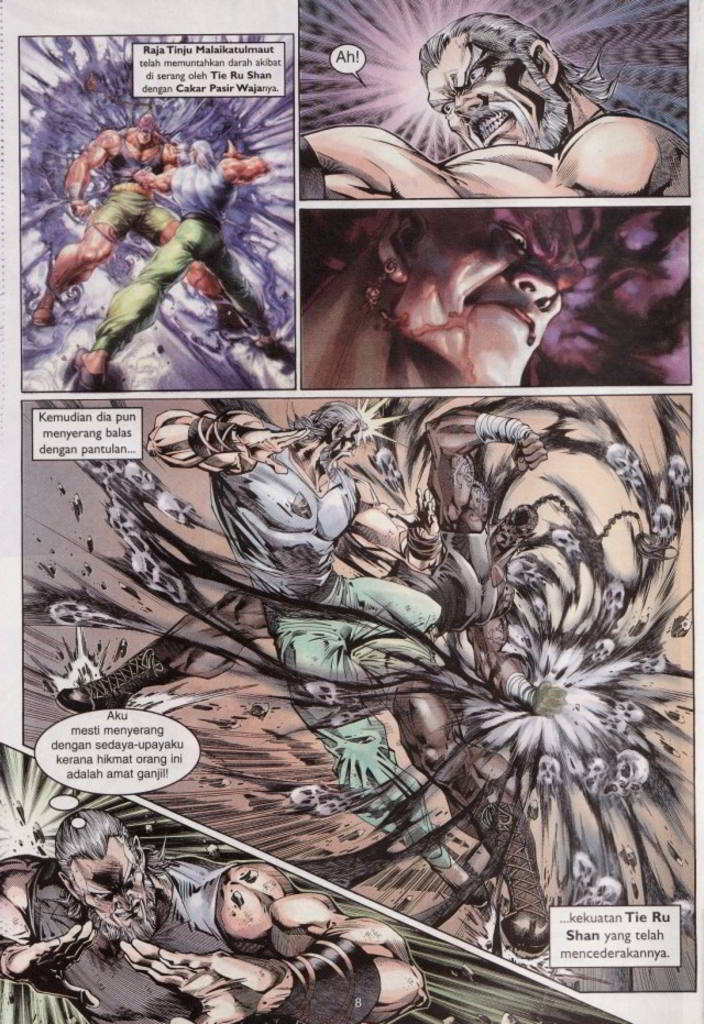 Raja Tinju Malaikatulmaut
telah memuntahkan darah akibat
di serang oleh Tie Ru Shan
dengan Cakar Pasir Wajanya.
Ah!
Kemudian dia pun
menyerang balas
dengan pantulan...
...kekuatan Tie Ru
Shan yang telah
mencederakannya.
Aku
mesti menyerang
dengan sedaya-upayaku
kerana hikmat orang ini
adalah amat ganjil!
8